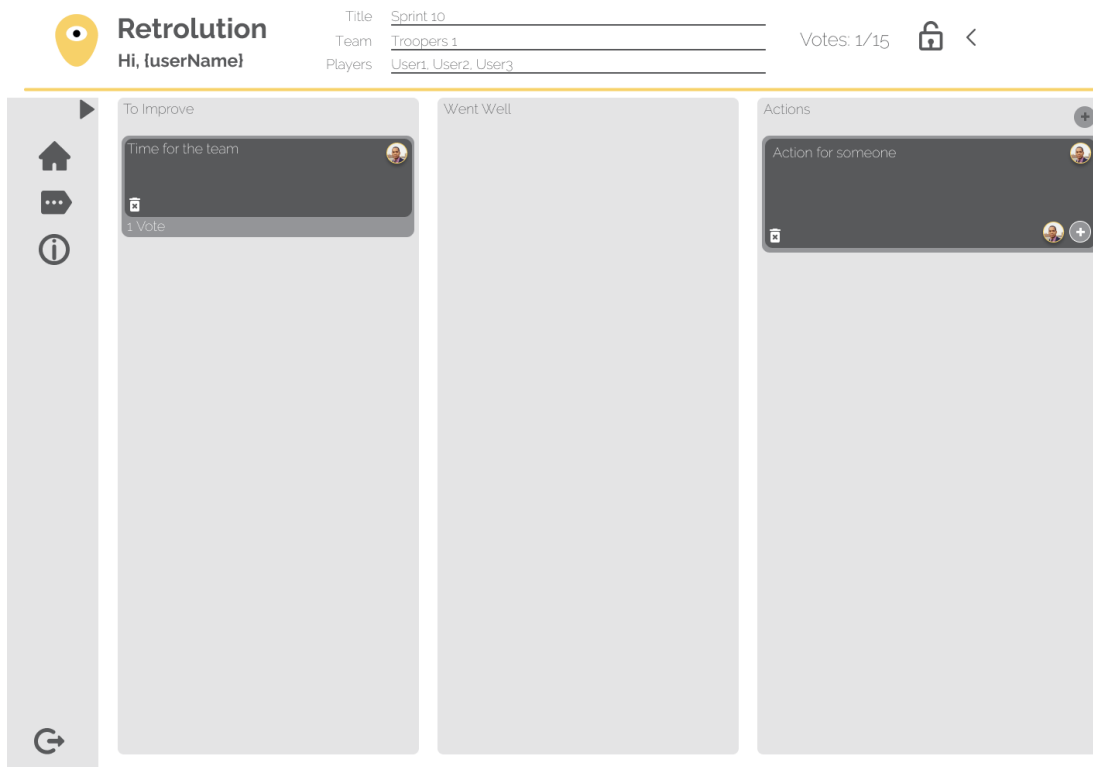 Retrolution
Hi, {userName}
Title Sprint 10
Team Troopers 1
Players User1, User2, User3
Votes: 1/15
To Improve
Time for the team
1 Vote
Went Well
Actions
Action for someone